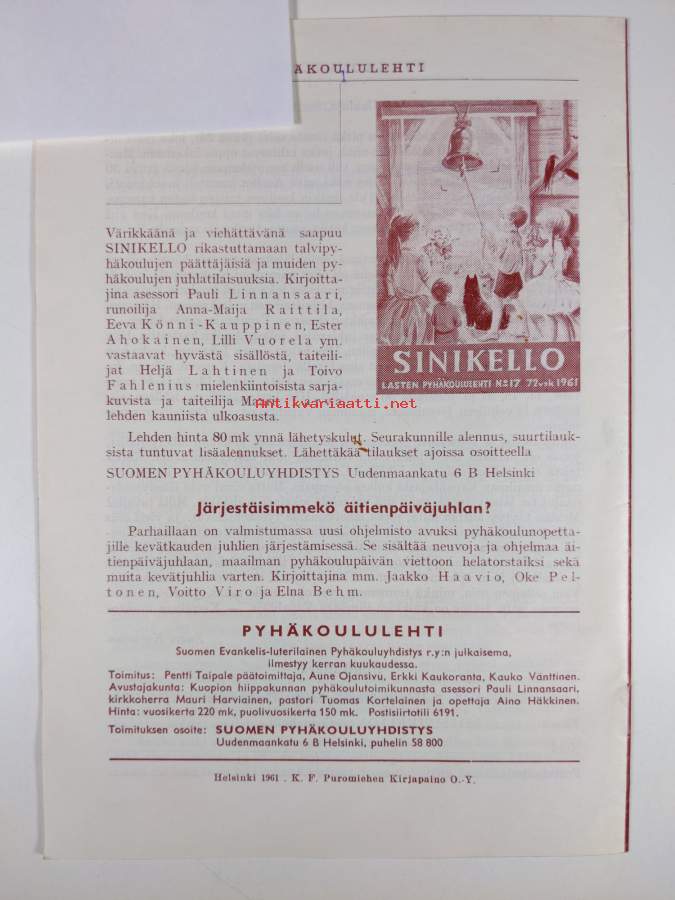 ÄKOULULEHTI
SINIKELLO
LASTEN PYHÄKOULULEHTI No 17 72 vsk 1961
Värikkäänä ja viehättävänä saapuu
SINIKELLO rikastuttamaan talvipy-
häkoulujen päättäjäisiä ja muiden py-
häkoulujen juhlatilaisuuksia. Kirjoitta-
jina asessori Pauli Linnansaari,
runoilija Anna-Maija Raittila,
Eeva Könni-Kauppinen, Ester
Ahokainen, Lilli Vuorela ym.
vastaavat hyvästä sisällöstä, taiteili-
jat Heljä Lahtinen ja Toivo
Fahlenius mielenkiintoisista sarja-
kuvista ja taiteilija
lehden kauniista ulkoasusta.
Antikvariaatti.net
Lehden hinta 80 mk ynnä lähetyskulut. Seurakunnille alennus, suurtilauk-
sista tuntuvat lisäalennukset. Lähettäkää tilaukset ajoissa osoitteella
SUOMEN PYHÄKOULUYHDISTYS Uudenmaankatu 6 B Helsinki
Järjestäisimmekö äitienpäiväjuhlan?
Parhaillaan on valmistumassa uusi ohjelmisto avuksi pyhäkoulunopetta-
jille kevätkauden juhlien järjestämisessä. Se sisältää neuvoja ja ohjelmaa äi-
tienpäiväjuhlaan, maailman pyhäkoulupäivän viettoon helatorstaiksi sekä
muita kevätjuhlia varten. Kirjoittajina mm. Jaakko Haavio, Oke Pel-
tonen, Voitto Viro ja Elna Behm.
PYHÄKOULULEHTI
Suomen Evankelis-luterilainen Pyhäkouluyhdistys r.y:n julkaisema,
ilmestyy kerran kuukaudessa.
Toimitus: Pentti Taipale päätoimittaja, Aune Ojansivu, Erkki Kaukoranta, Kauko Vänttinen.
Avustajakunta: Kuopion hiippakunnan pyhäkoulutoimikunnasta asessori Pauli Linnansaari,
kirkkoherra Mauri Harviainen, pastori Tuomas Kortelainen ja opettaja Aino Häkkinen.
Hinta: vuosikerta 220 mk, puolivuosikerta 150 mk. Postisiirtotili 6191.
Toimituksen osoite: SUOMEN PYHÄKOULUYHDISTYS
Uudenmaankatu 6 B Helsinki, puhelin 58 800
Helsinki 1961 . K. F. Puromiehen Kirjapaino O.-Y.